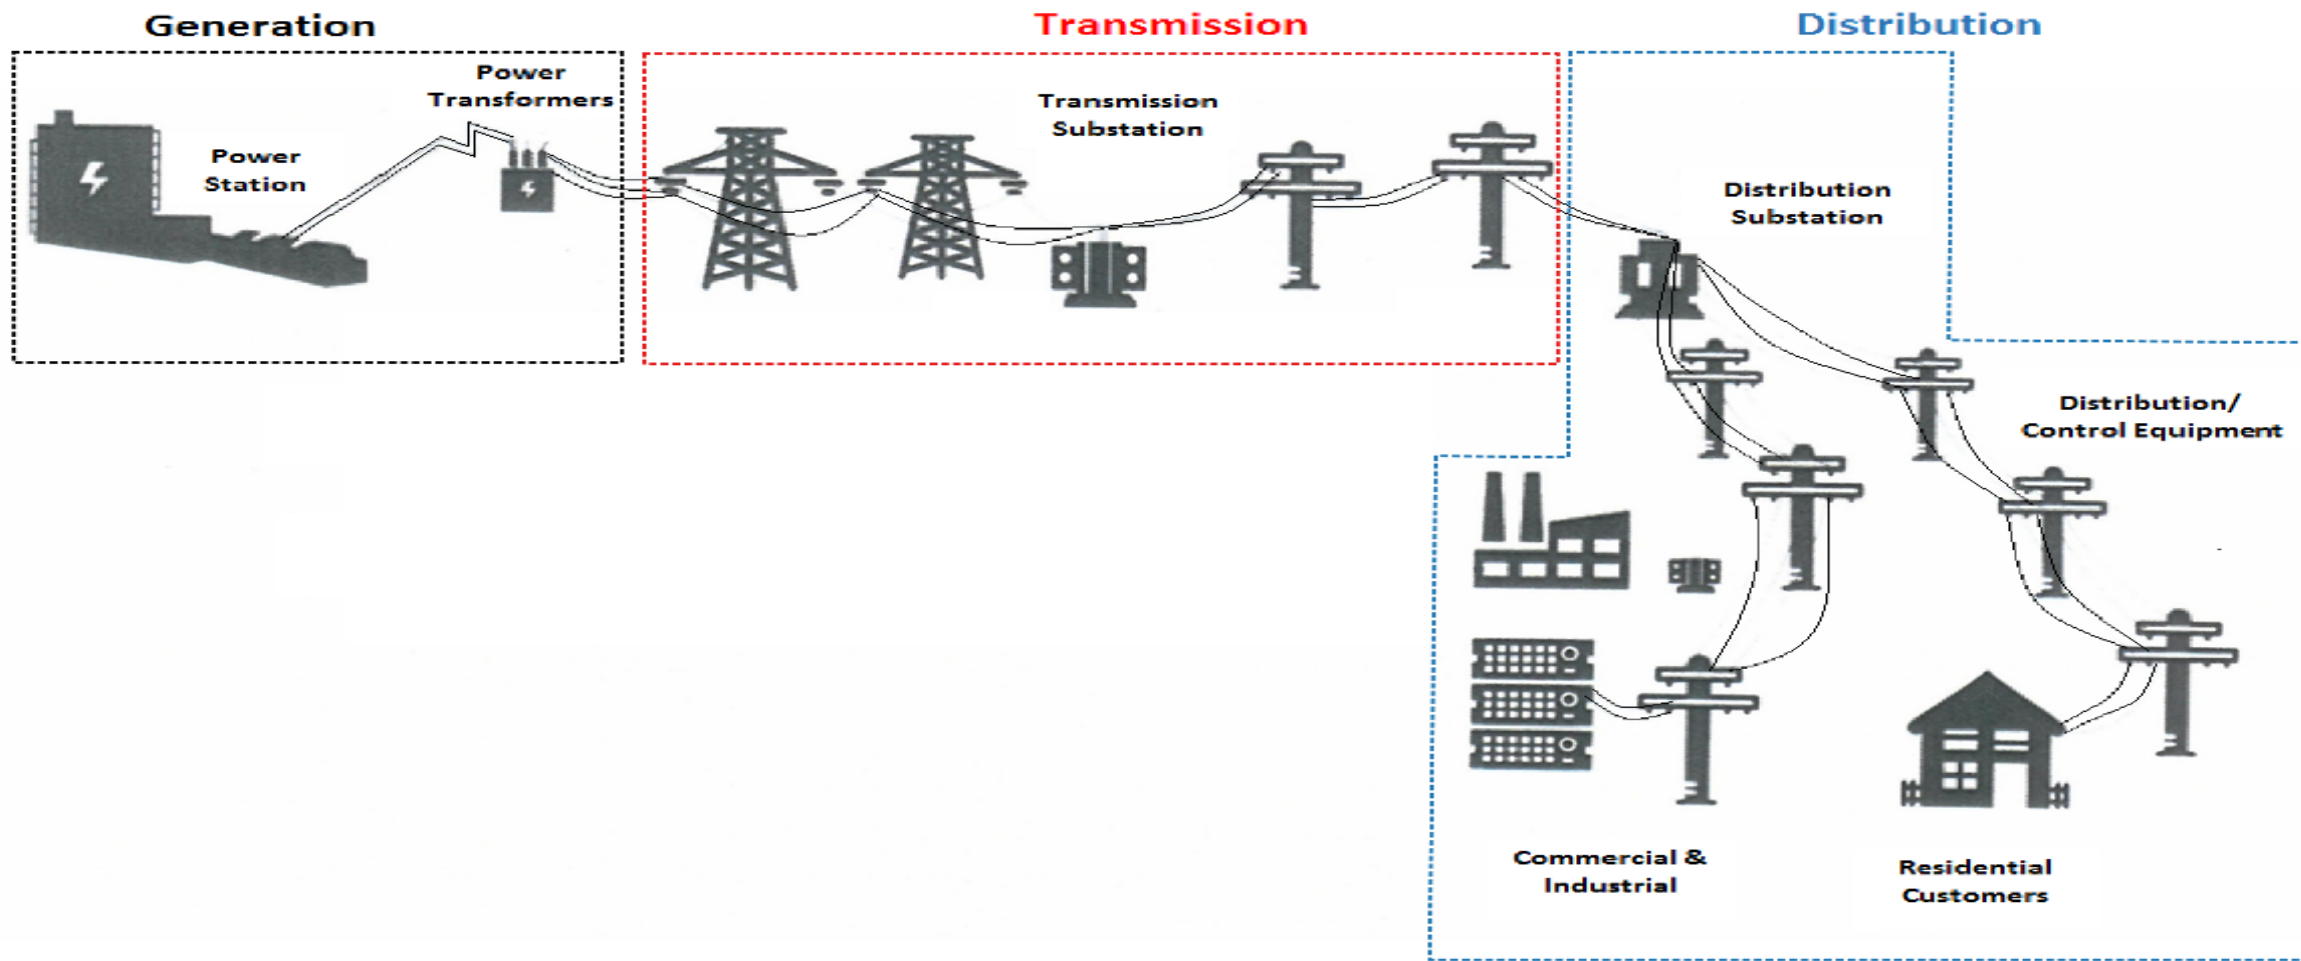 Generation
Transmission
Distribution
Power
Transformers
Power
Station
Transmission
Substation
Distribution
Substation
Distribution/
Control Equipment
Commercial &
Industrial
Residential
Customers